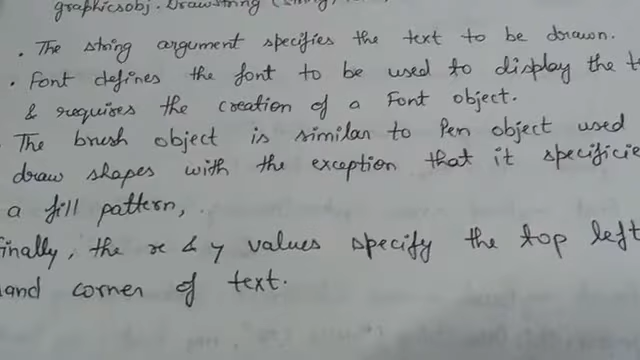 graphicsobj. Drawstring (string,
. The string argument specifies the text to be drawn.
. Font defines the font to be used to display the
& requires the creation of a Font object.
. The brush object is similar to Pen object used
draw shapes with the exception that it
a fill pattern,.
finally, the x & y values specify the top left
and corner of text.